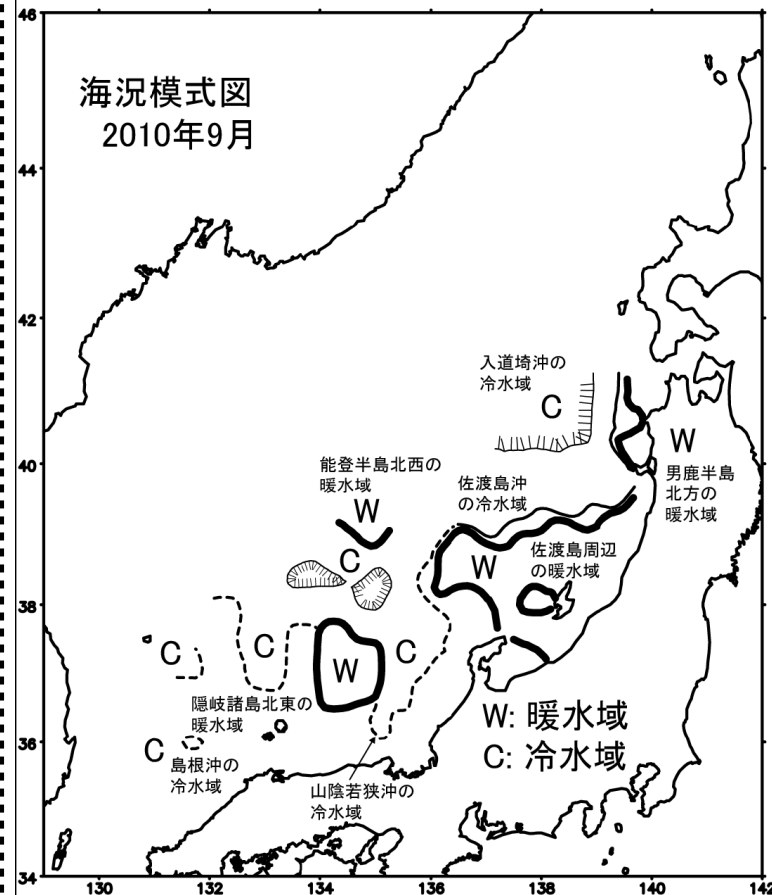 46
海況模式図
2010年9月
44
42
入道埼沖の
冷水域
C
40
W
男鹿半島
北方の
暖水域
能登半島北西の
暖水域
W
佐渡島沖
の冷水域
C
W
佐渡島周辺
の暖水域
38
C
C
W
C
隠岐諸島北東の
暖水域
36
C
島根沖の
冷水域
山陰若狭沖の
冷水域
W: 暖水域
C: 冷水域
34
130
132
134
136
138
140
142